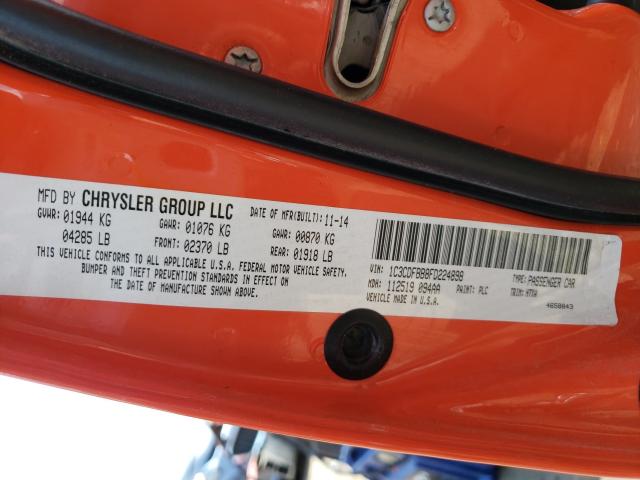 MFD BY CHRYSLER GROUP LLC DATE OF MFR(BUILT): 11-14
GVWR: 01944 KG GAWR: 01076 KG GAWR: 00870 KG
04285 LB FRONT: 02370 LB REAR: 01918 LB
THIS VEHICLE CONFORMS TO ALL APPLICABLE U.S.A. FEDERAL MOTOR VEHICLE SAFETY,
BUMPER AND THEFT PREVENTION STANDARDS IN EFFECT ON
THE DATE OF MANUFACTURE SHOWN ABOVE.
VIN: 1C3CDFBB8FD224898 TYPE: PASSENGER CAR
MDH: 112519 094AA PAINT: PLC TRIM: H7XA
VEHICLE MADE IN U.S.A. 4658843